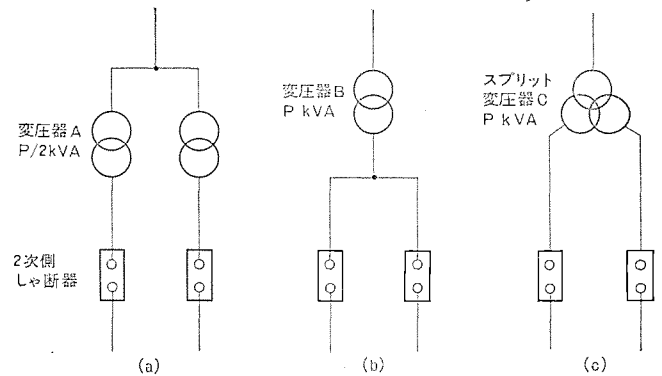 変圧器A
P/2kVA
変圧器B
P kVA
スプリット
変圧器C
P kVA
2次側
しゃ断器
(a)
(b)
(c)